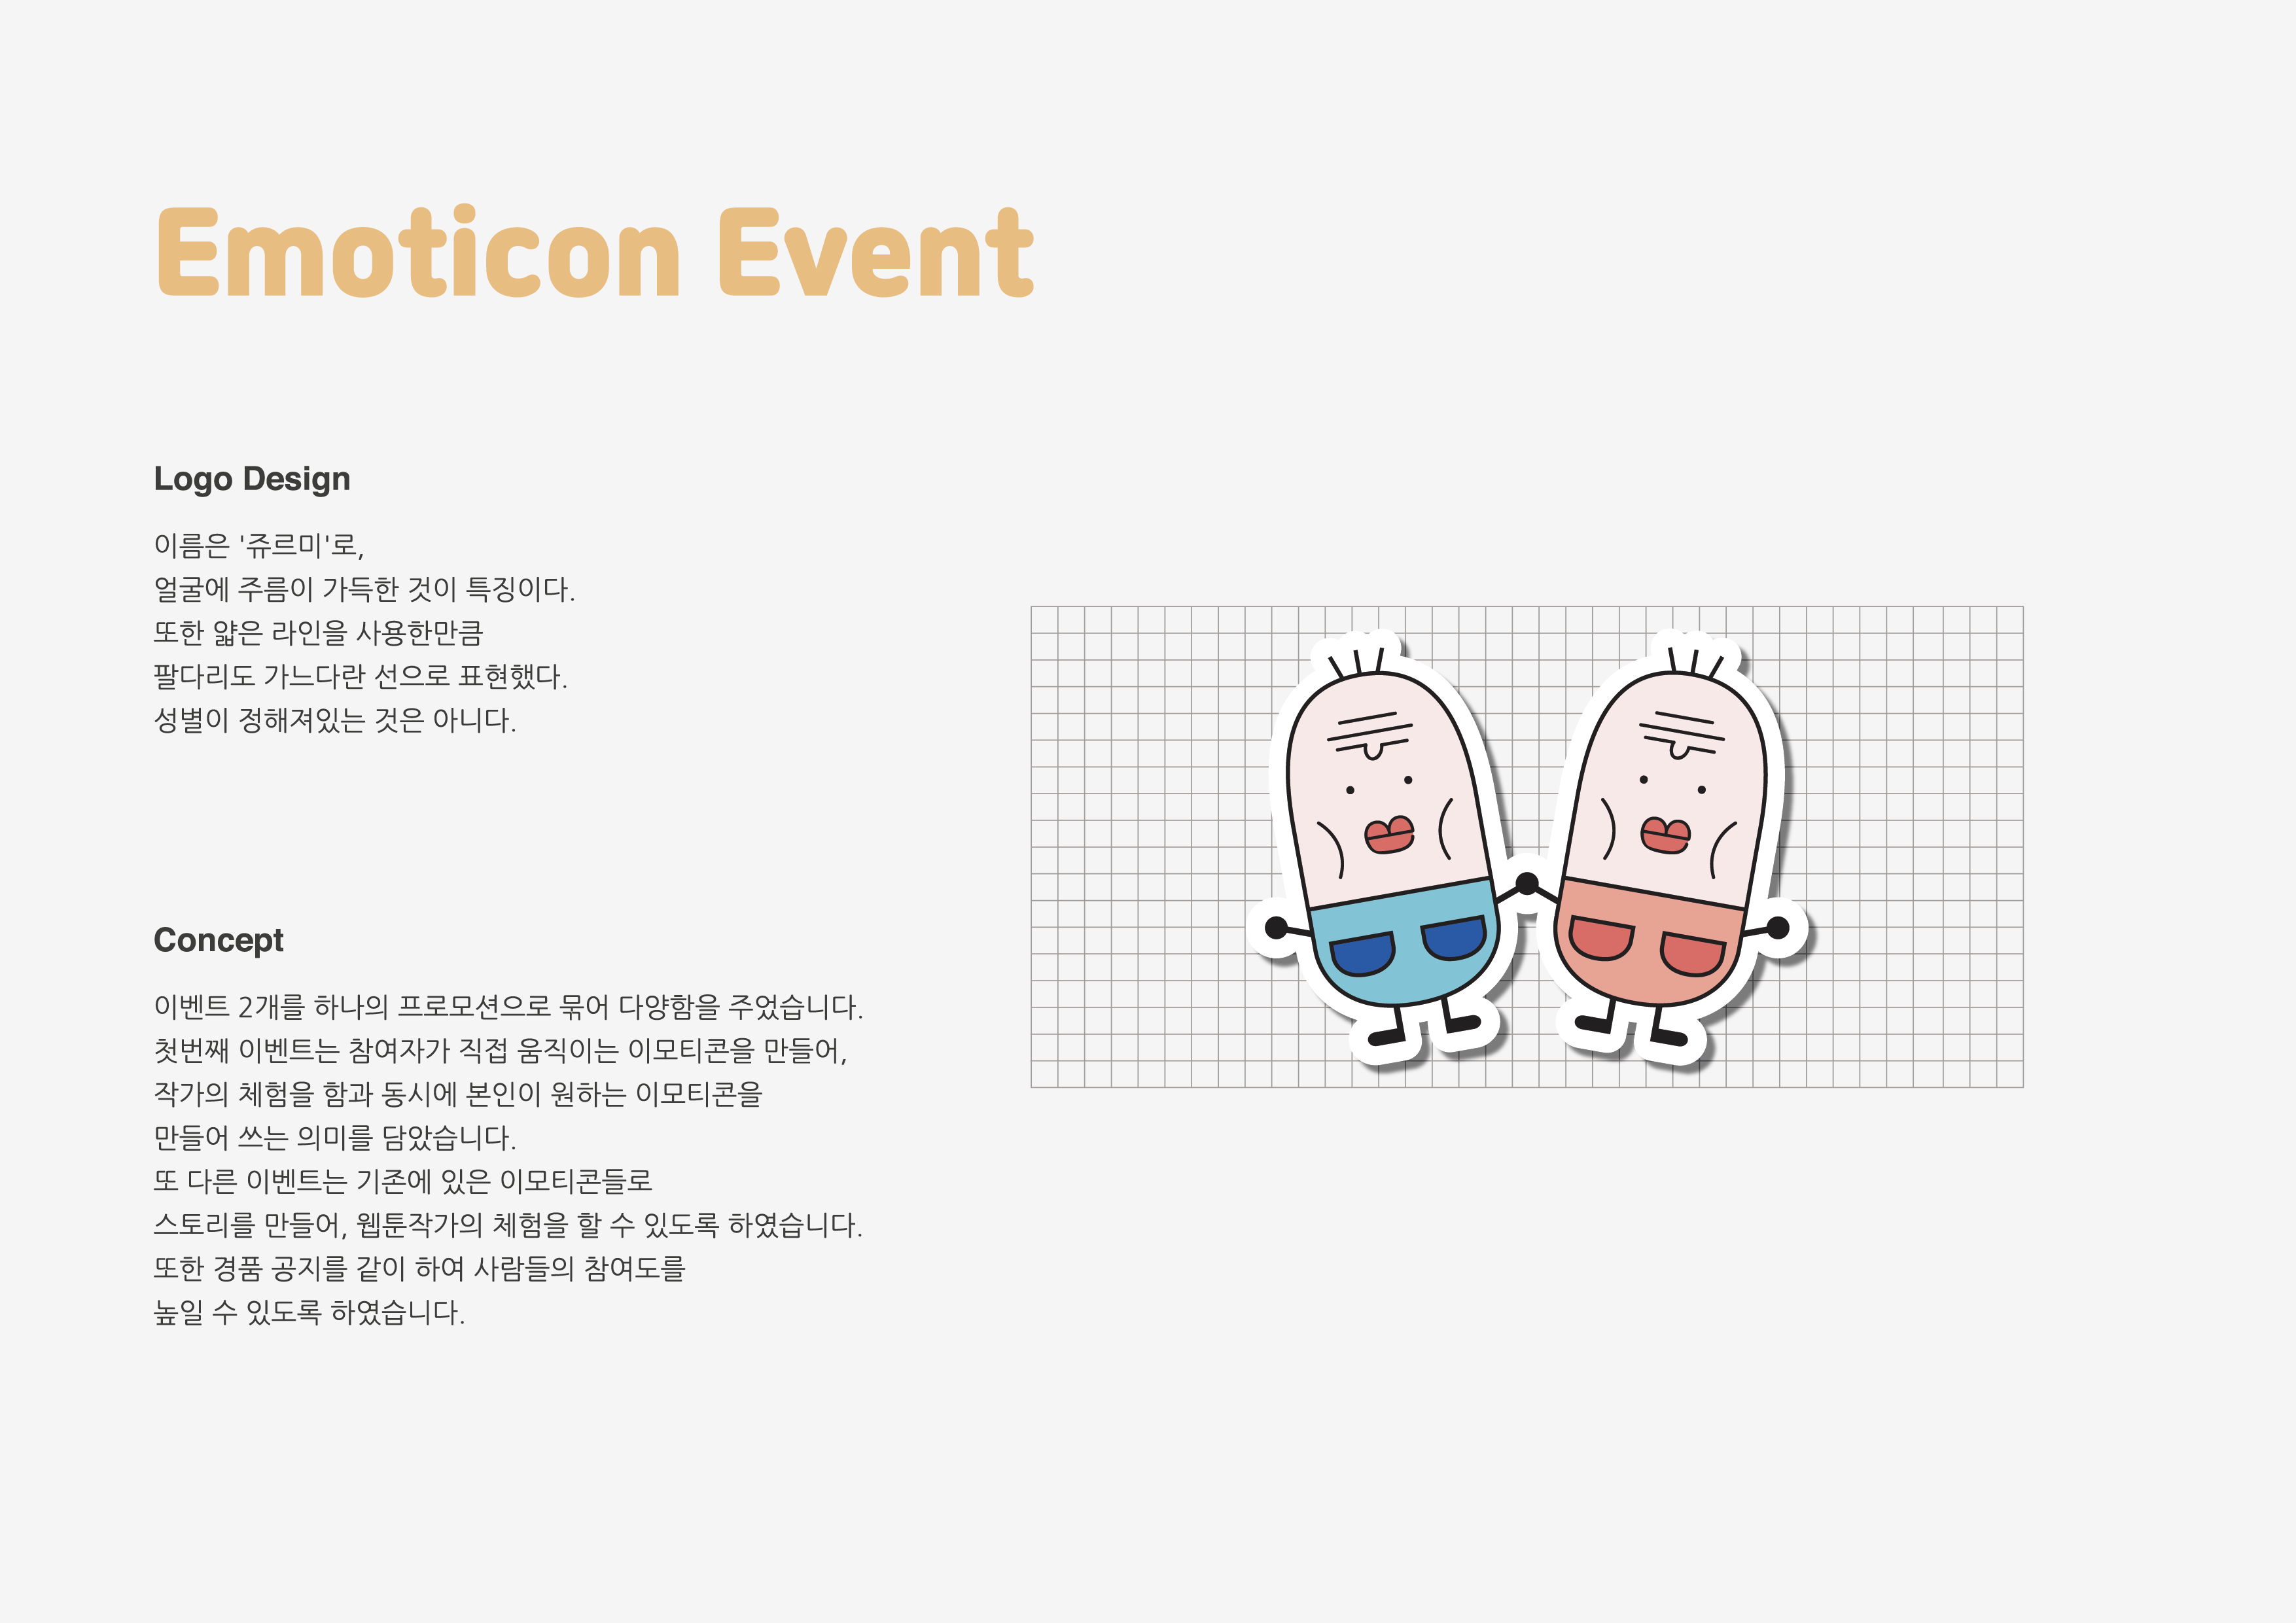 Emoticon Event
Logo Design
이름은 '쥬르미'로,
얼굴에 주름이 가득한 것이 특징이다.
또한 얇은 라인을 사용한만큼
팔다리도 가느다란 선으로 표현했다.
성별이 정해져있는 것은 아니다.
Concept
이벤트 2개를 하나의 프로모션으로 묶어 다양함을 주었습니다.
첫번째 이벤트는 참여자가 직접 움직이는 이모티콘을 만들어,
작가의 체험을 함과 동시에 본인이 원하는 이모티콘을
만들어 쓰는 의미를 담았습니다.
또 다른 이벤트는 기존에 있은 이모티콘들로
스토리를 만들어, 웹툰작가의 체험을 할 수 있도록 하였습니다.
또한 경품 공지를 같이 하여 사람들의 참여도를
높일 수 있도록 하였습니다.